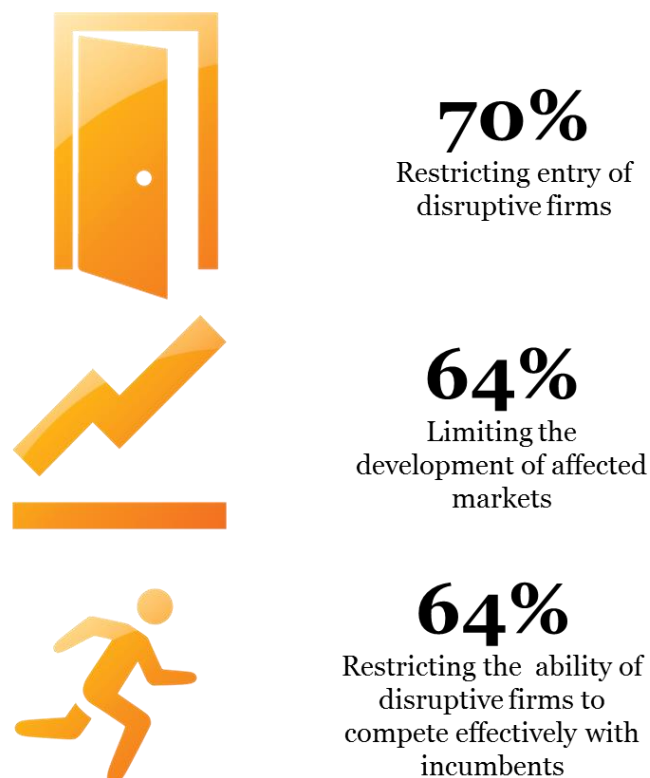 70%
Restricting entry of
disruptive firms
64%
Limiting the
development of affected
markets
64%
Restricting the ability of
disruptive firms to
compete effectively with
incumbents